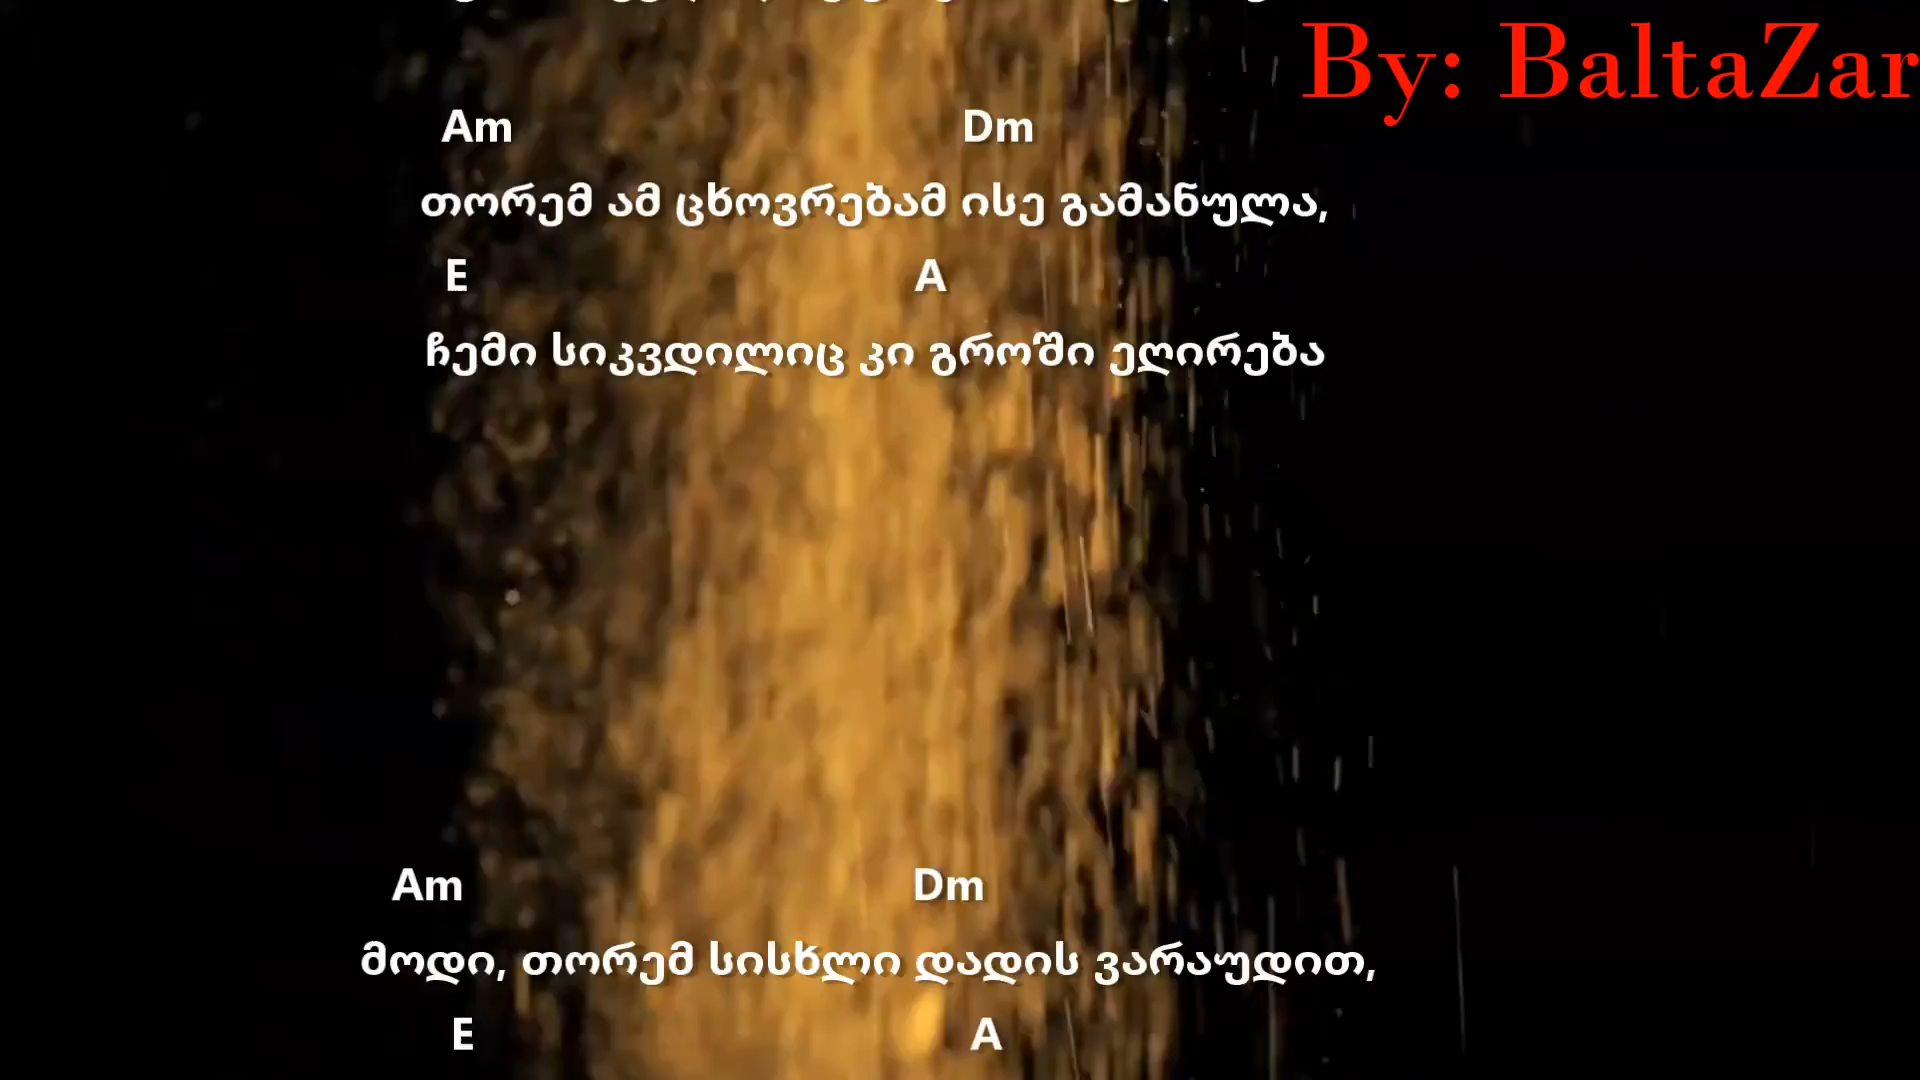 By: BaltaZar
Am Dm
თორემ ამ ცხოვრებამ ისე გამანულა,
E A
ჩემი სიკვდილიც კი გროში ეღირება
Am Dm
მოდი, თორემ სისხლი დადის ვარაუდით,
E A